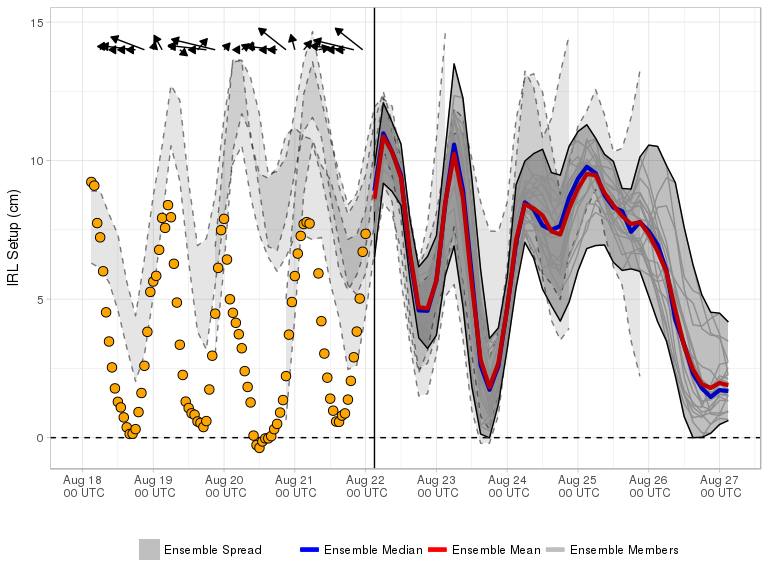 15
10
5
0
IRL Setup (cm)
Aug 18 Aug 19 Aug 20 Aug 21 Aug 22 Aug 23 Aug 24 Aug 25 Aug 26 Aug 27
00 UTC 00 UTC 00 UTC 00 UTC 00 UTC 00 UTC 00 UTC 00 UTC 00 UTC 00 UTC
Ensemble Spread Ensemble Median Ensemble Mean Ensemble Members